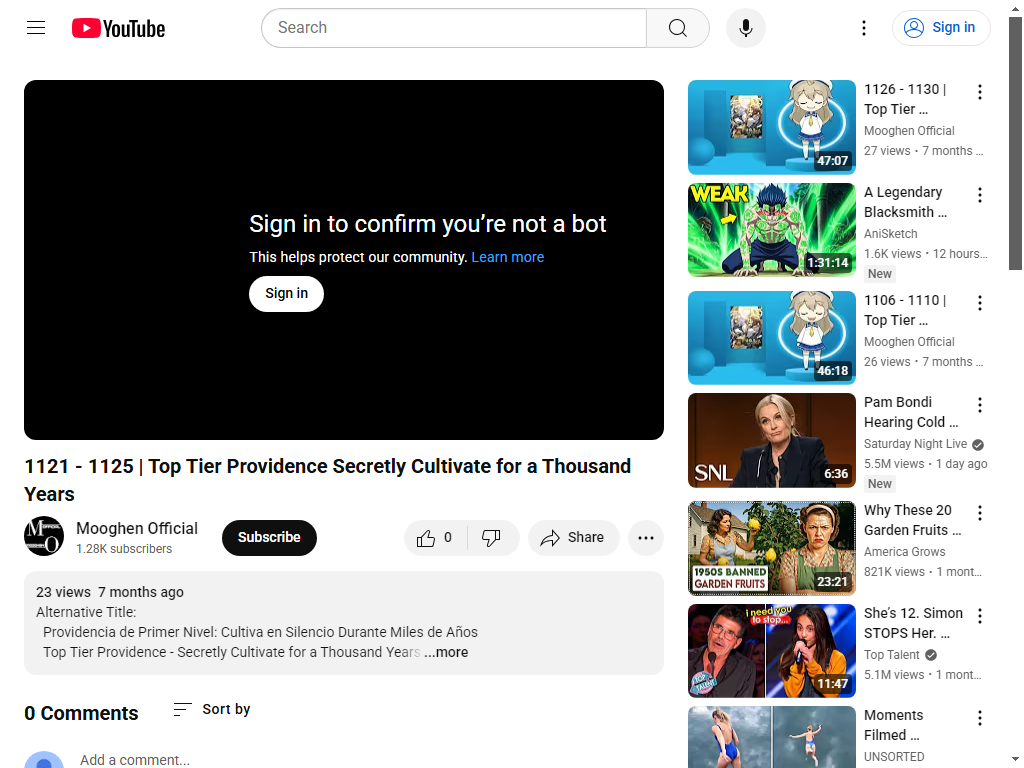 YouTube
Search
Sign in
Sign in to confirm you’re not a bot
This helps protect our community. Learn more
Sign in
1121 - 1125 | Top Tier Providence Secretly Cultivate for a Thousand
Years
Mooghen Official
1.28K subscribers
Subscribe
0
Share
23 views 7 months ago
Alternative Title:
Providencia de Primer Nivel: Cultiva en Silencio Durante Miles de Años
Top Tier Providence - Secretly Cultivate for a Thousand Years ...more
0 Comments
Sort by
Add a comment...
47:07
1126 - 1130 |
Top Tier ...
Mooghen Official
27 views • 7 months ...
WEAK
1:31:14
A Legendary
Blacksmith ...
AniSketch
1.6K views • 12 hours...
New
46:18
1106 - 1110 |
Top Tier ...
Mooghen Official
26 views • 7 months ...
SNL
6:36
Pam Bondi
Hearing Cold ...
Saturday Night Live
5.5M views • 1 day ago
New
1950S BANNED
GARDEN FRUITS
23:21
Why These 20
Garden Fruits ...
America Grows
821K views • 1 mont...
i need you
to stop...
TOP
TALENT
11:47
She’s 12. Simon
STOPS Her. ...
Top Talent
5.1M views • 1 mont...
Moments
Filmed ...
UNSORTED